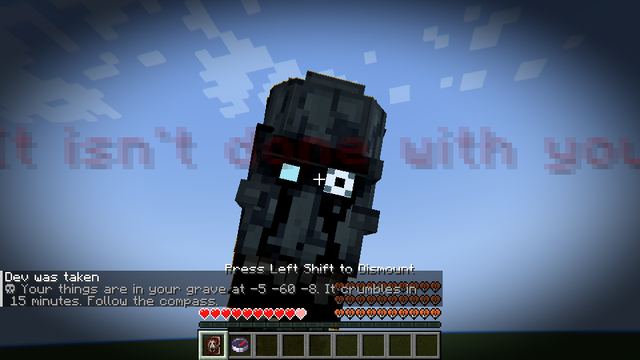 It isn't done with you
Press Left Shift to Dismount
Dev was taken
☠ Your things are in your grave at -5 -60 -8. It crumbles in
15 minutes. Follow the compass.